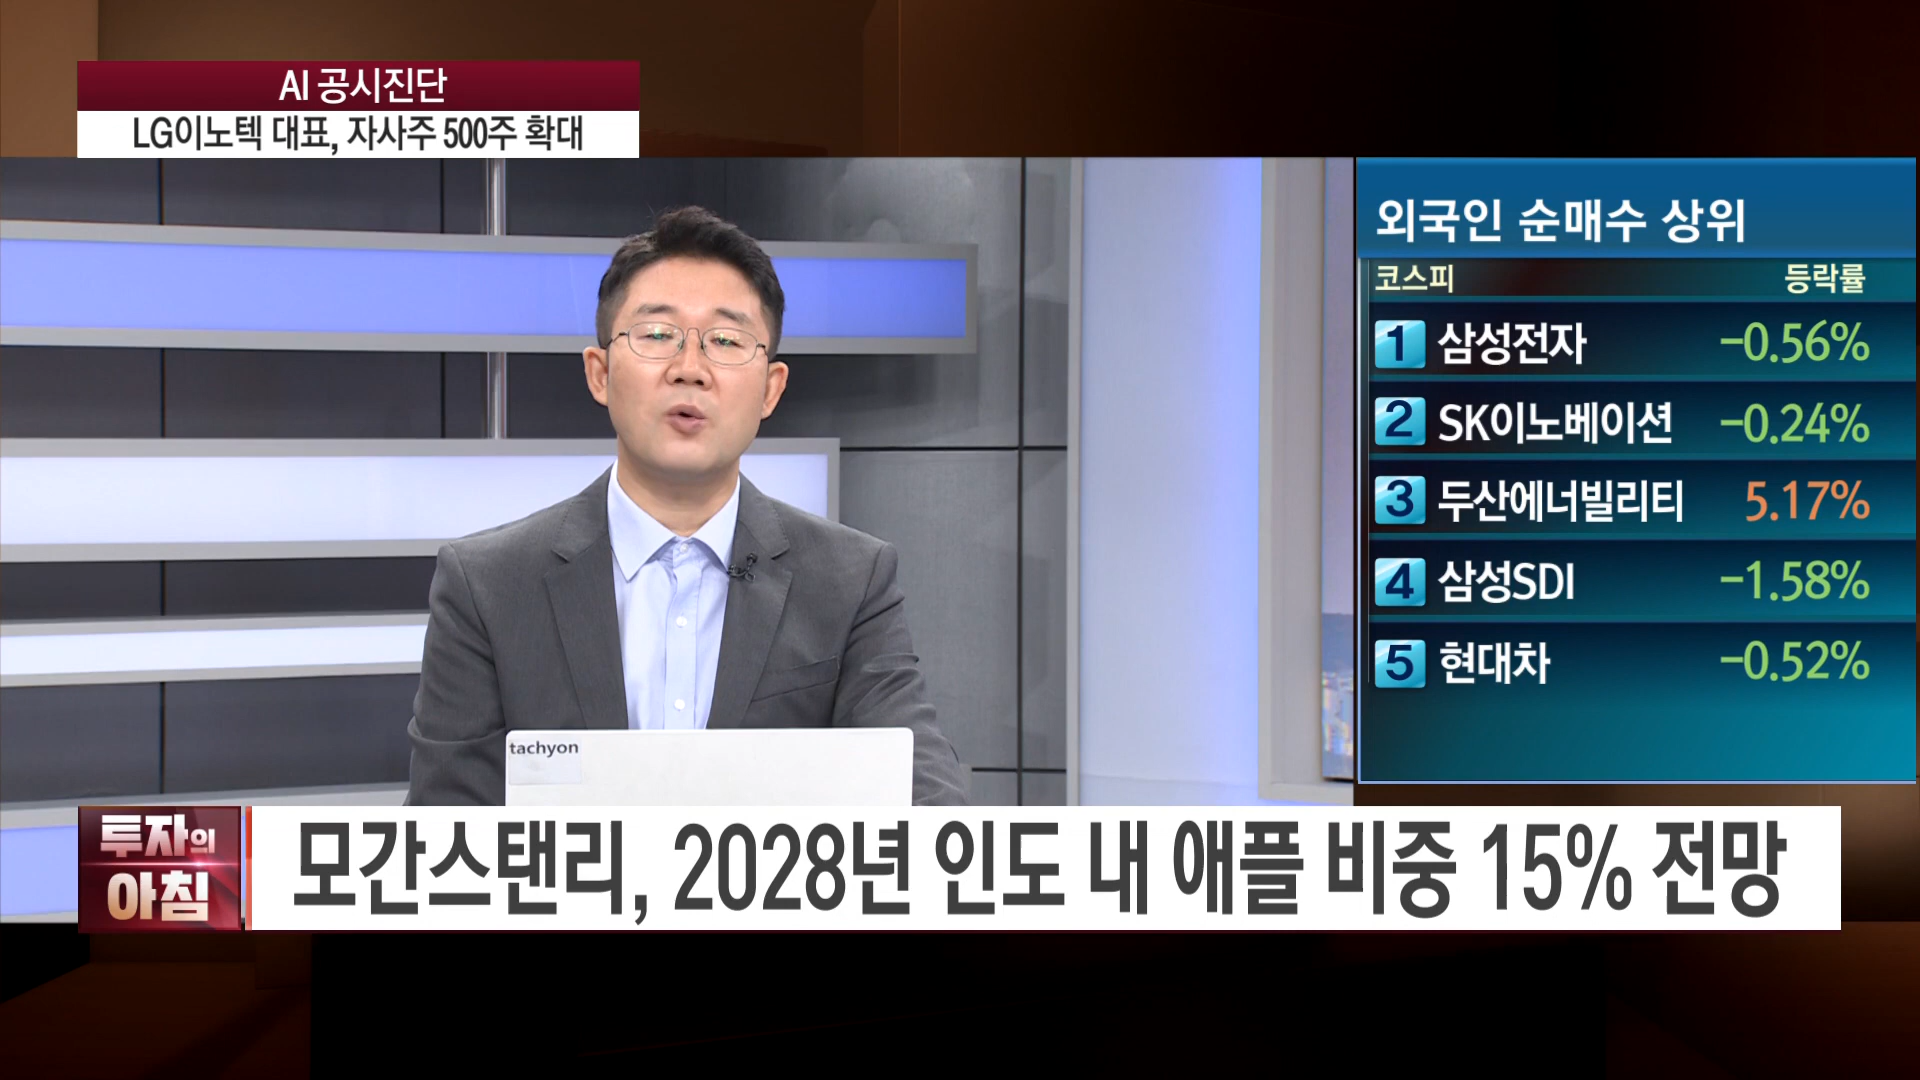 AI 공시진단
LG이노텍 대표, 자사주 500주 확대
외국인 순매수 상위
코스피 등락률
1 삼성전자 -0.56%
2 SK이노베이션 -0.24%
3 두산에너빌리티 5.17%
4 삼성SDI -1.58%
5 현대차 -0.52%
tachyon
투자의
아침
모간스탠리, 2028년 인도 내 애플 비중 15% 전망